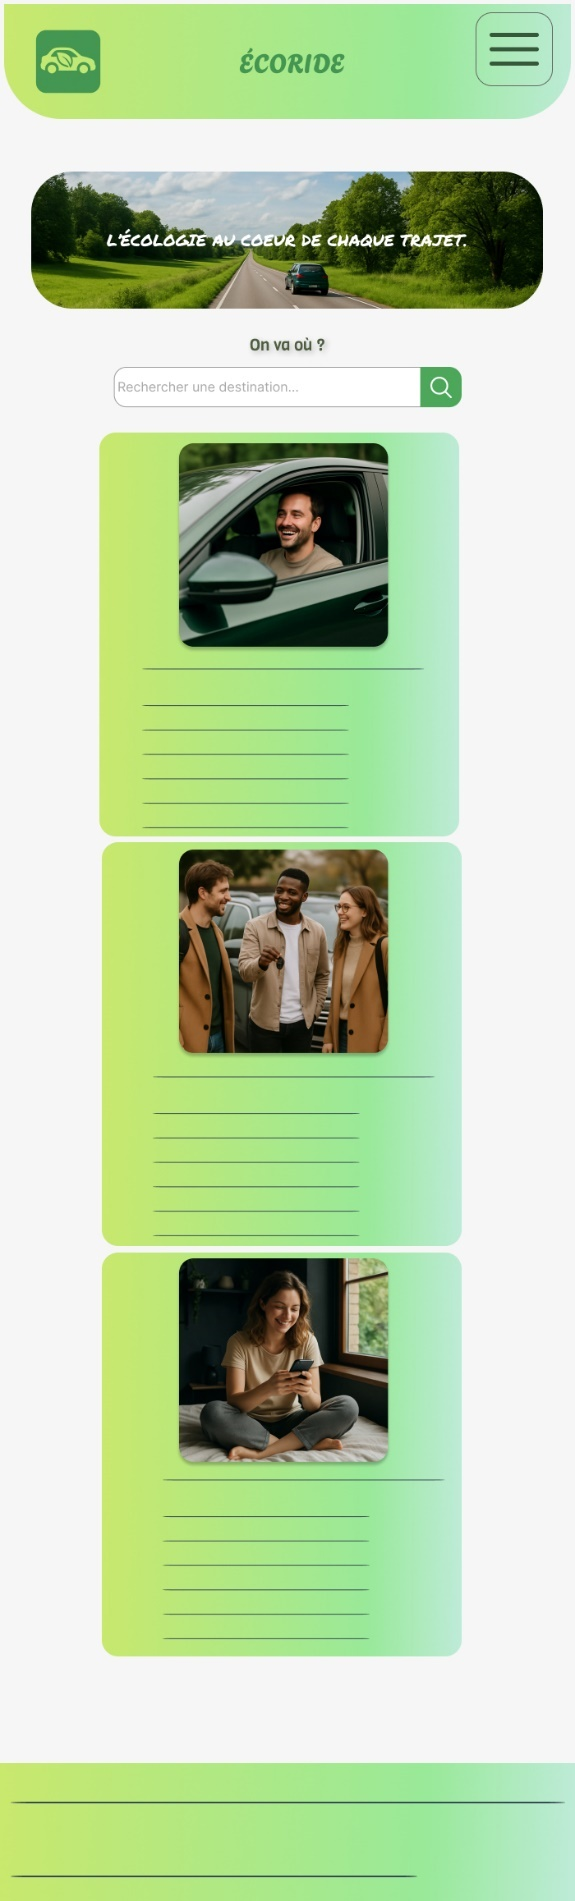 ÉCORIDE
L'ÉCOLOGIE AU COEUR DE CHAQUE TRAJET.
On va où ?
Rechercher une destination...